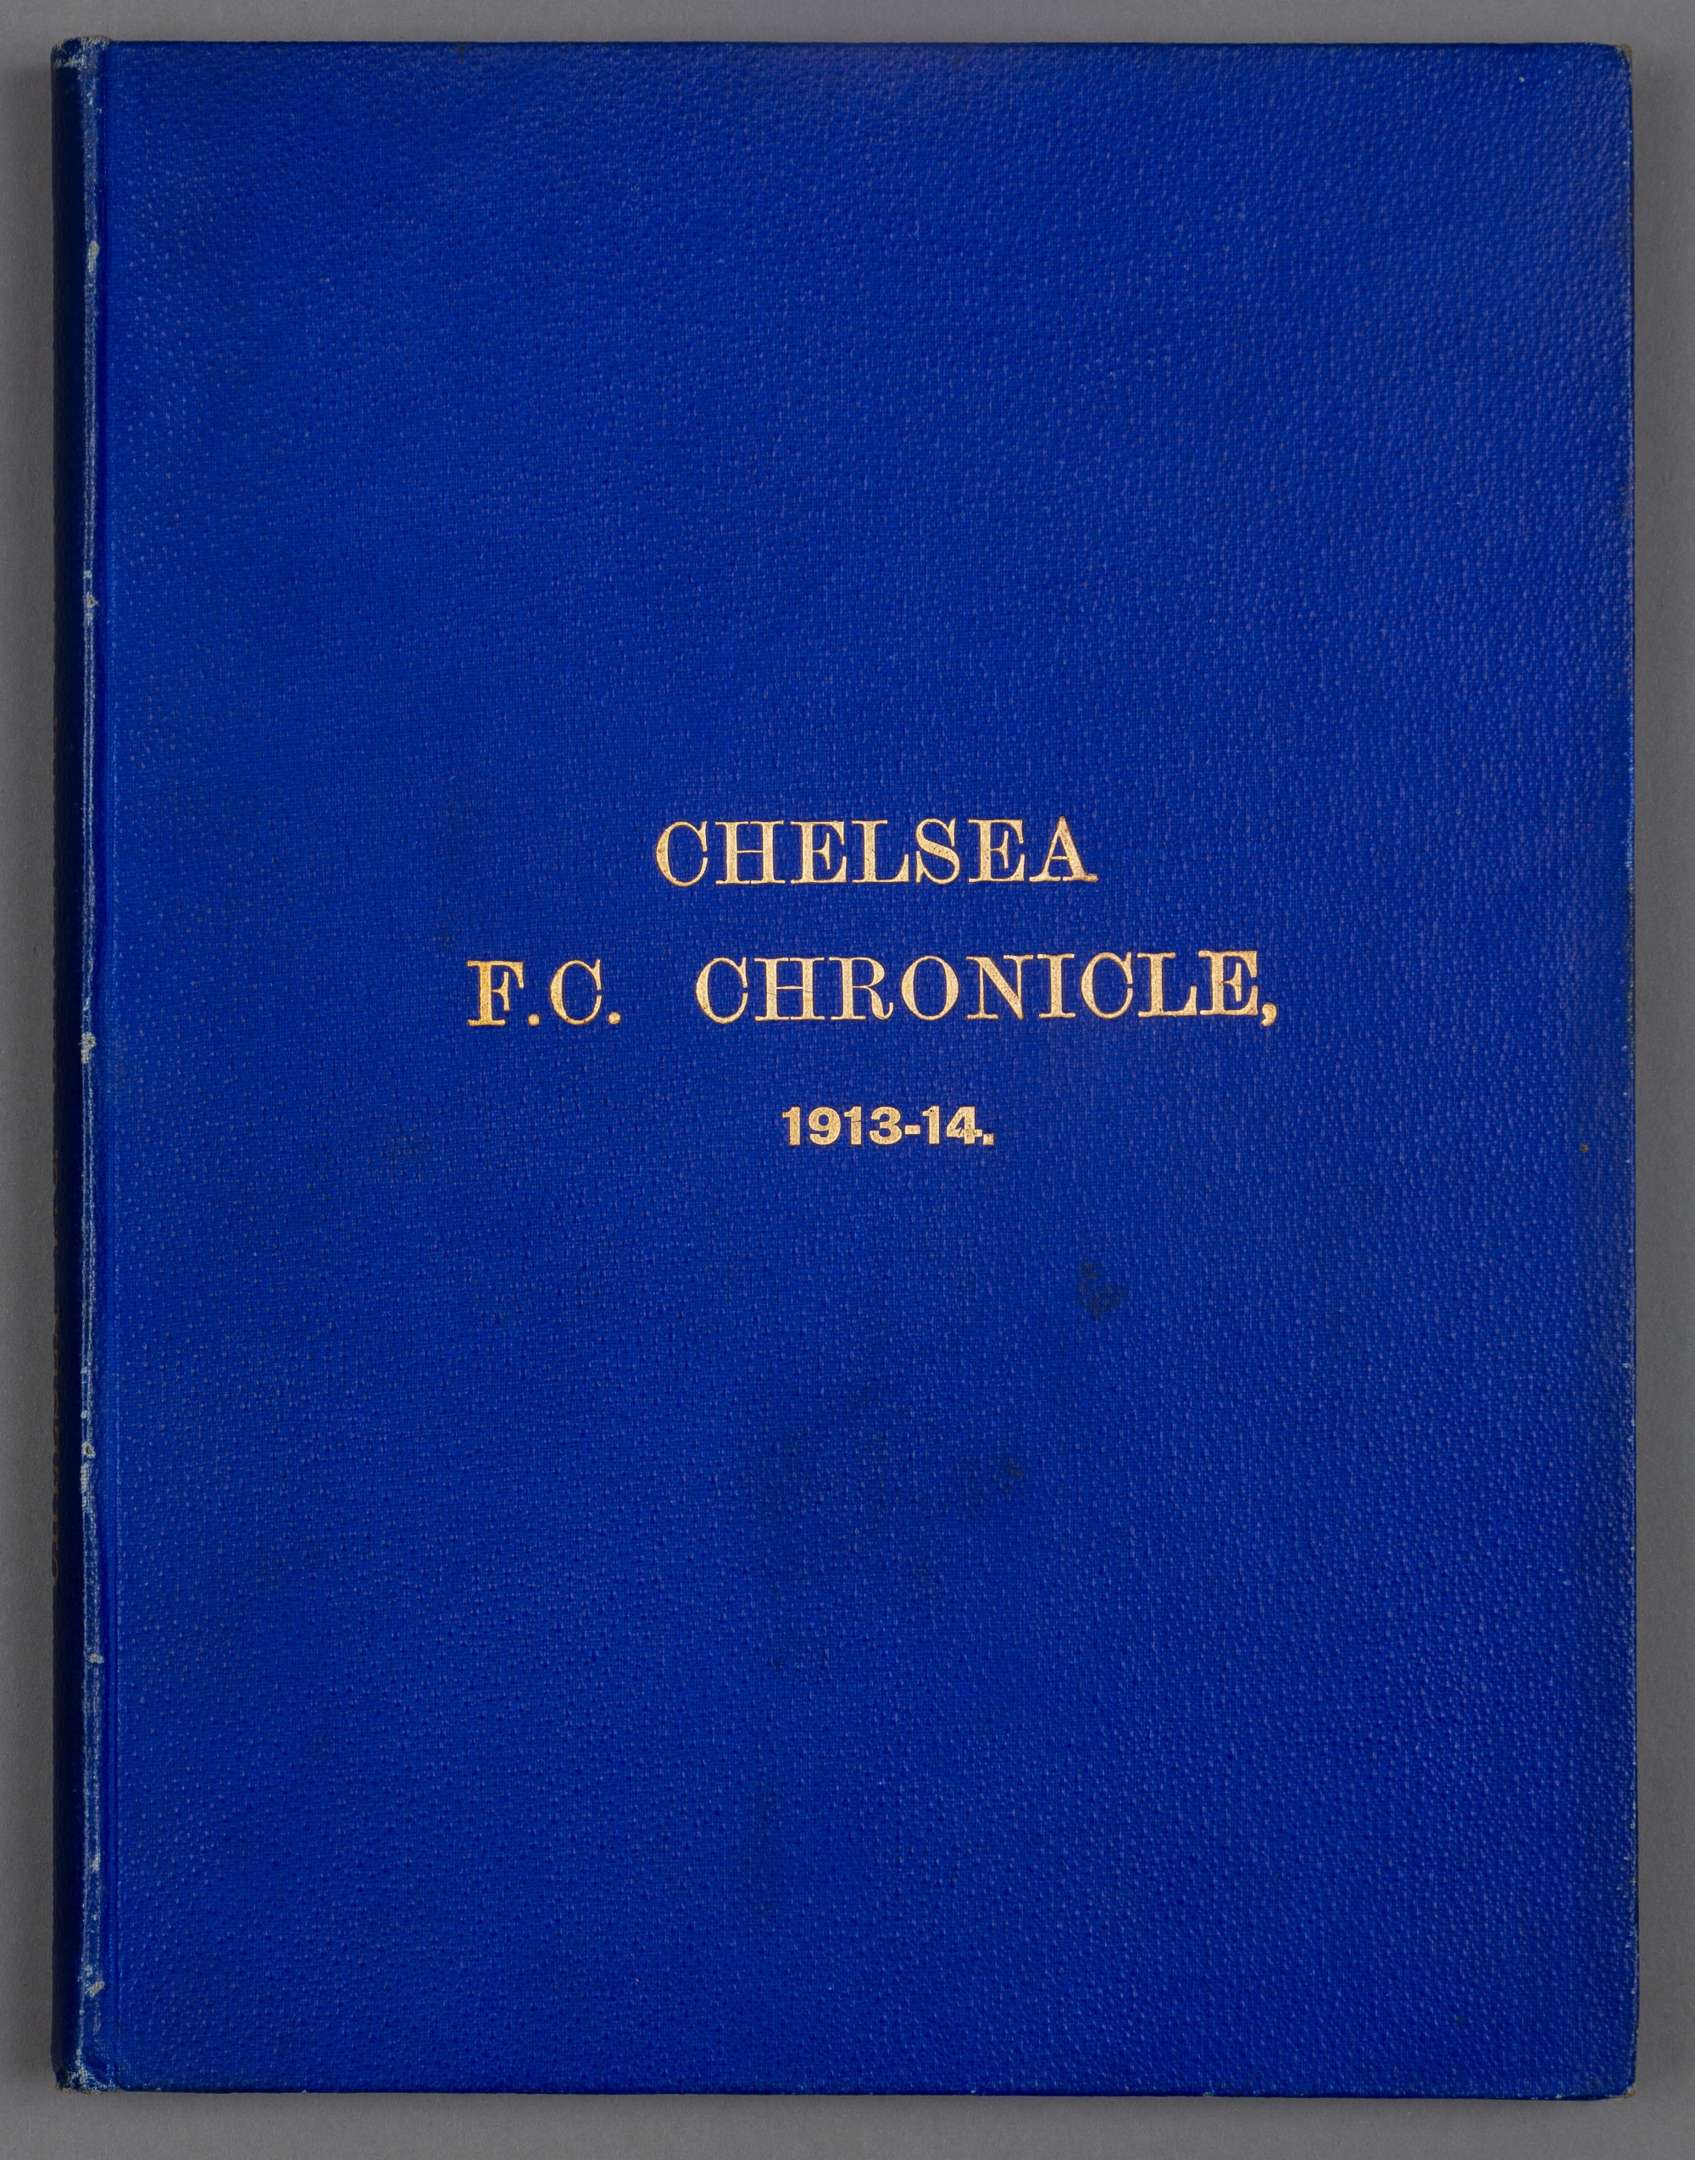 CHELSEA
F.C. CHRONICLE,
1913-14.